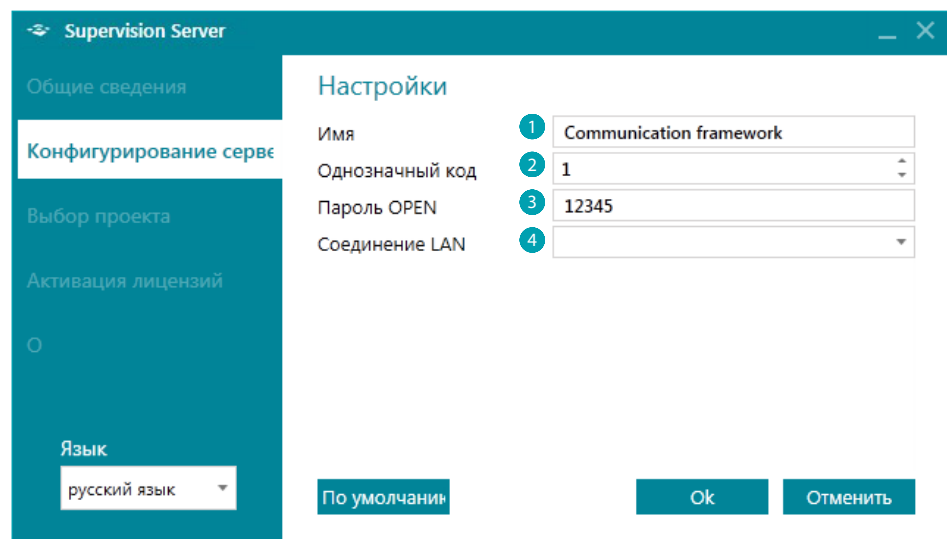 Supervision Server
Общие сведения
Конфигурирование серве
Выбор проекта
Активация лицензий
О
Язык
русский язык
Настройки
Имя 1 Communication framework
Однозначный код 2 1
Пароль OPEN 3 12345
Соединение LAN 4
По умолчани
Ok
Отменить